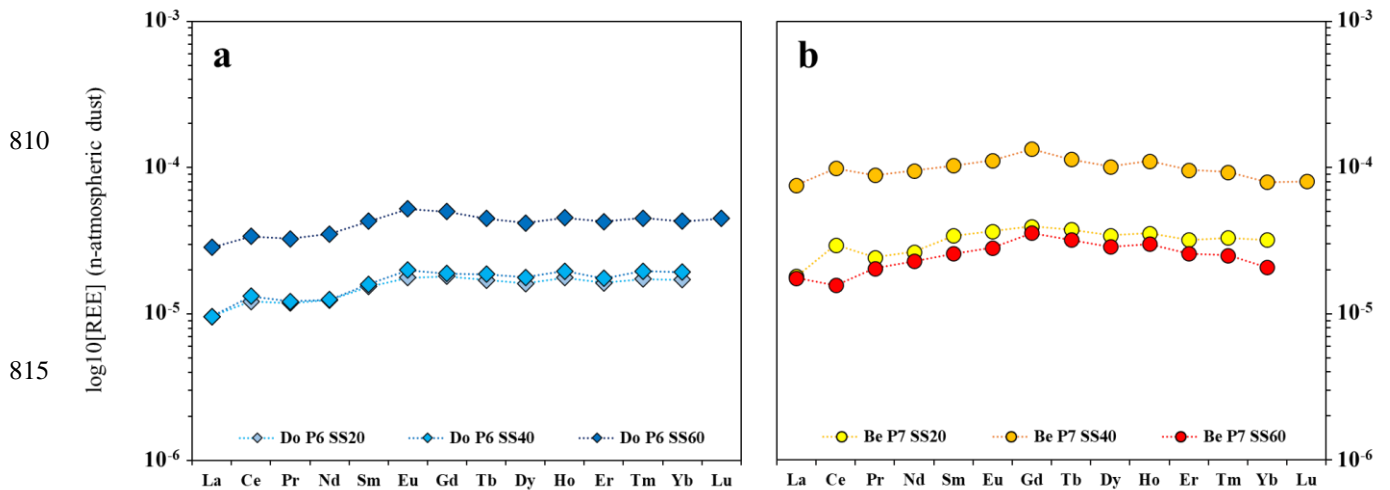 10-3
a
10-4
10-5
10-6
log10[REE] (n-atmospheric dust)
810
815
Do P6 SS20 Do P6 SS40 Do P6 SS60
La Ce Pr Nd Sm Eu Gd Tb Dy Ho Er Tm Yb Lu
b
10-3
10-4
10-5
10-6
Be P7 SS20 Be P7 SS40 Be P7 SS60
La Ce Pr Nd Sm Eu Gd Tb Dy Ho Er Tm Yb Lu